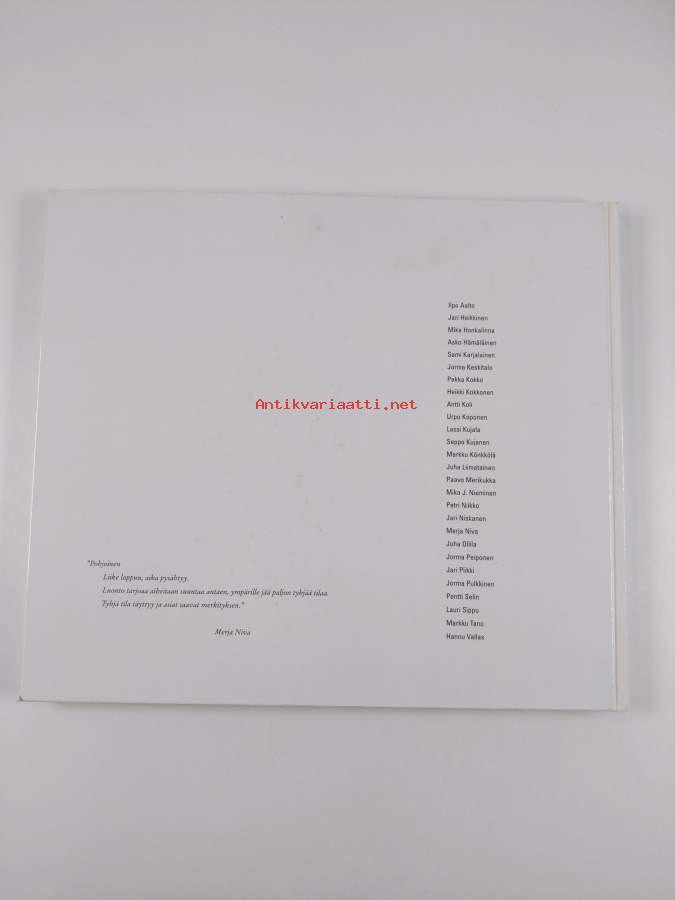 Ilpo Aalto
Jari Heikkinen
Mika Honkalinna
Asko Hämäläinen
Sami Karjalainen
Jorma Keskitalo
Pekka Kokko
Heikki Kokkonen
Antti Koli
Antikvariaatti.net
Urpo Koponen
Lassi Kujala
Seppo Kujanen
Markku Könkkölä
Juha Liimatainen
Paavo Merikukka
Mika J. Nieminen
Petri Niikko
Jari Niskanen
Merja Niva
Juha Ollila
Jorma Peiponen
Jari Piikki
Jorma Pulkkinen
Pentti Selin
Lauri Sippu
Markku Tano
Hannu Vallas
"Pohjoinen
Liike loppuu, aika pysähtyy.
Luonto tarjoaa aiheitaan suuntaa antaen, ympärille jää paljon tyhjää tilaa.
Tyhjä tila täyttyy ja asiat saavat merkityksen."
Merja Niva